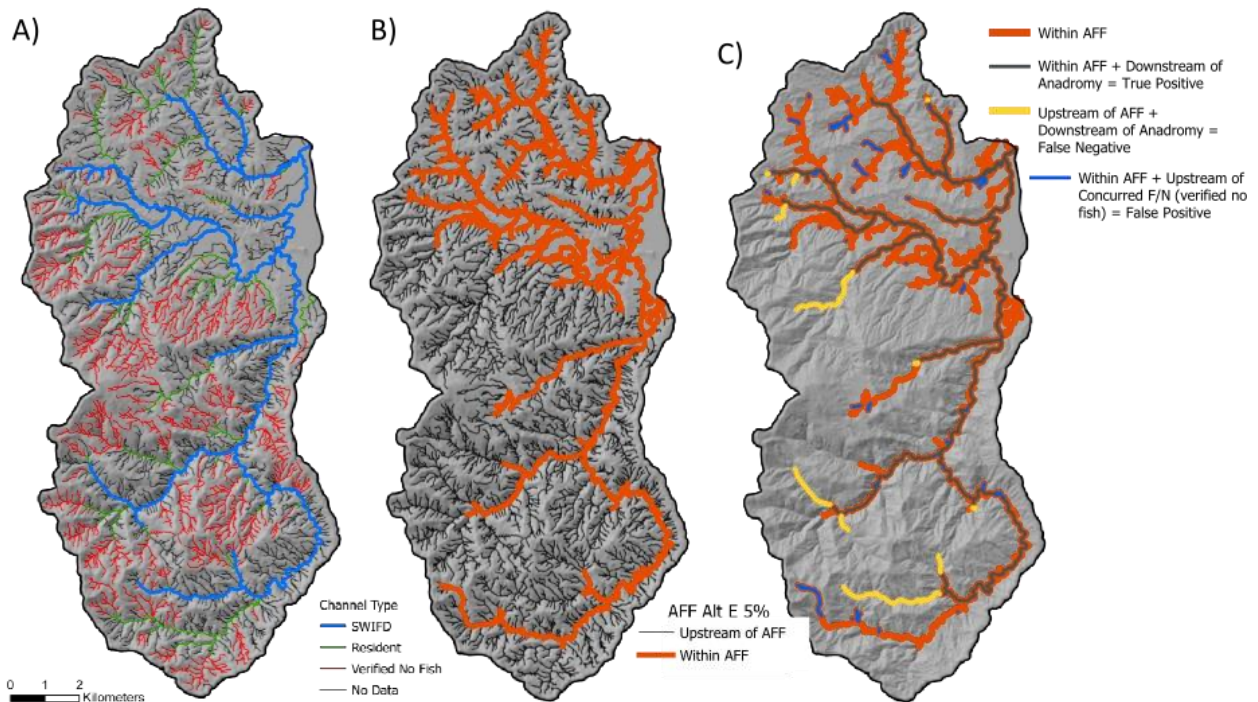 A)
B)
C)
Within AFF
Within AFF + Downstream of
Anadromy = True Positive
Upstream of AFF +
Downstream of Anadromy =
False Negative
Within AFF + Upstream of
Concurred F/N (verified no
fish) = False Positive
Channel Type
SWIFD
Resident
Verified No Fish
No Data
0 1 2
Kilometers
AFF Alt E 5%
Upstream of AFF
Within AFF